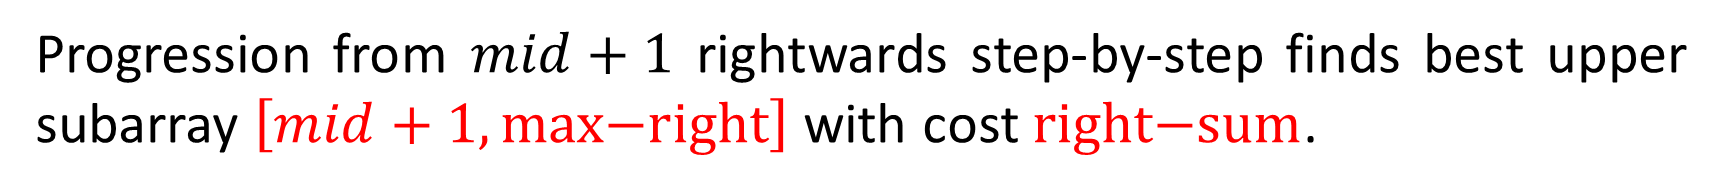 Progression from mid + 1 rightwards step-by-step finds best upper
subarray [mid + 1, max−right] with cost right−sum.